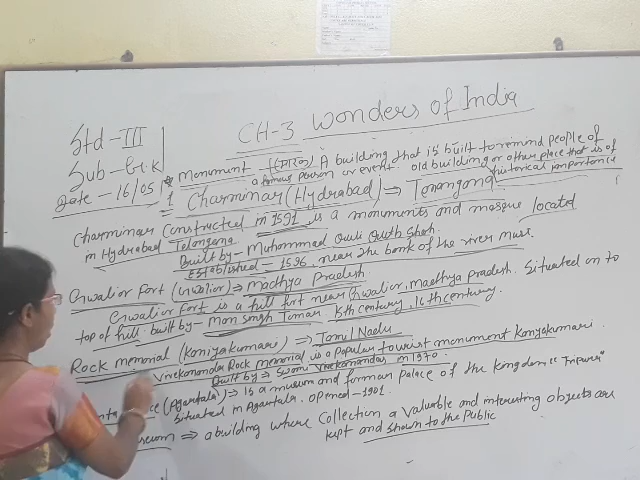 Std - III
Sub - G.K
Date - 16/05
CH-3 Wonders of India
* Monument - (स्मारक) A building that is built to remind people of
a famous person or event. old building or other place that is of
historical importance
1 Charminar (Hydrabad) ⇒ Telangana
Charminar Constructed in 1591 is a monuments and mosque located
in Hydrabad Telongana
Built by - Muhammad Quli Qutb Shah.
established = 1596 near the bank of the river musi.
Gwalior Fort (Gwalior) ⇒ Madhya Pradesh
Gwalior Fort is a hill fort near Gwalior, Madhya pradesh. Situated on to
top of hill. built by - Man Singh Tomar. 15th century, 16th century.
Rock memorial (Koniyakumari) ⇒ Tamil Nadu
Vivekananda Rock memorial is a popular tourist monument Kanyakumari.
Built by ⇒ Swami Vivekanandas in 1970
(Agartala) ⇒ is a museum and former palace of the kingdom "Tripura"
Situated in Agartala. opened - 1901
⇒ a building where collection a valuable and interesting objects are
kept and shown to the public